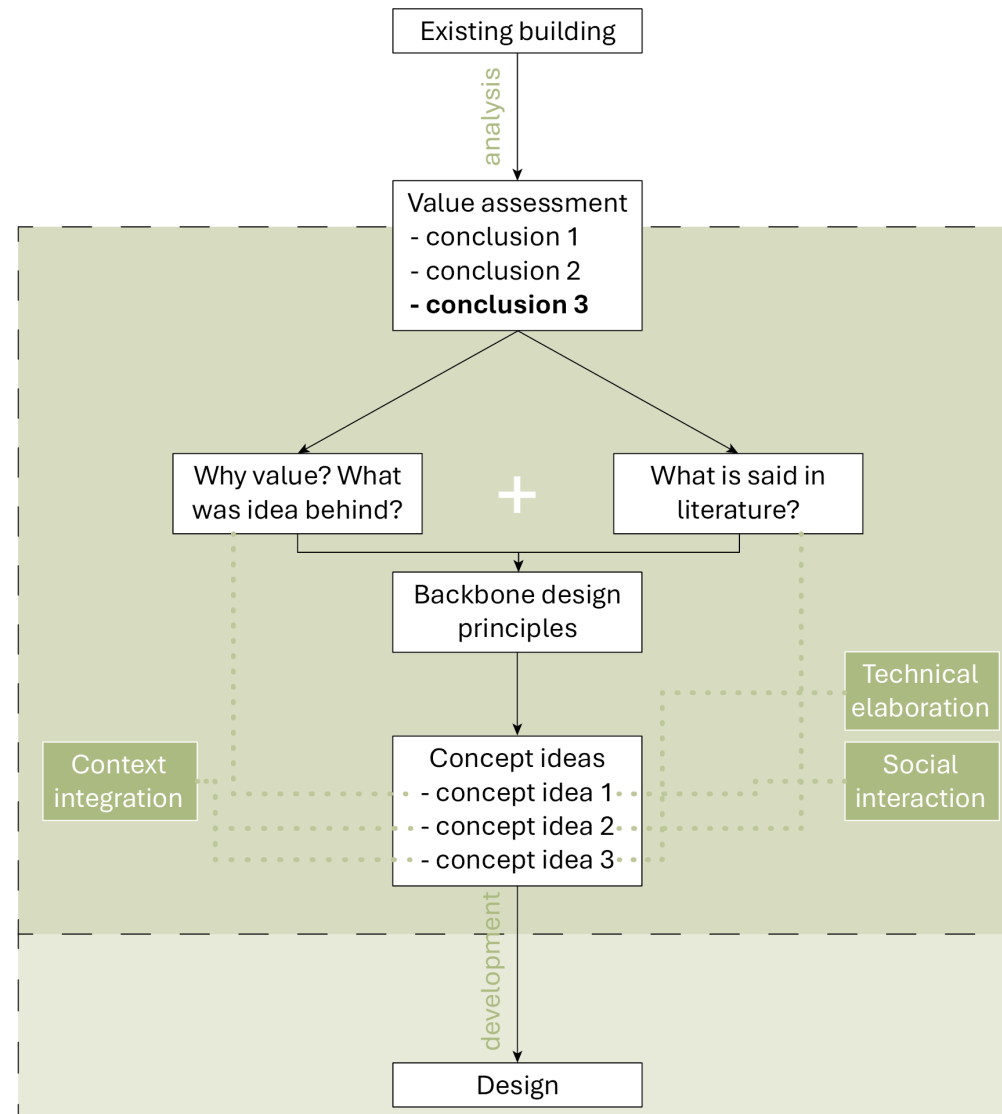 Existing building
analysis
Value assessment
- conclusion 1
- conclusion 2
- conclusion 3
Why value? What
was idea behind?
+
What is said in
literature?
Backbone design
principles
Technical
elaboration
Context
integration
Concept ideas
- concept idea 1
- concept idea 2
- concept idea 3
Social
interaction
development
Design